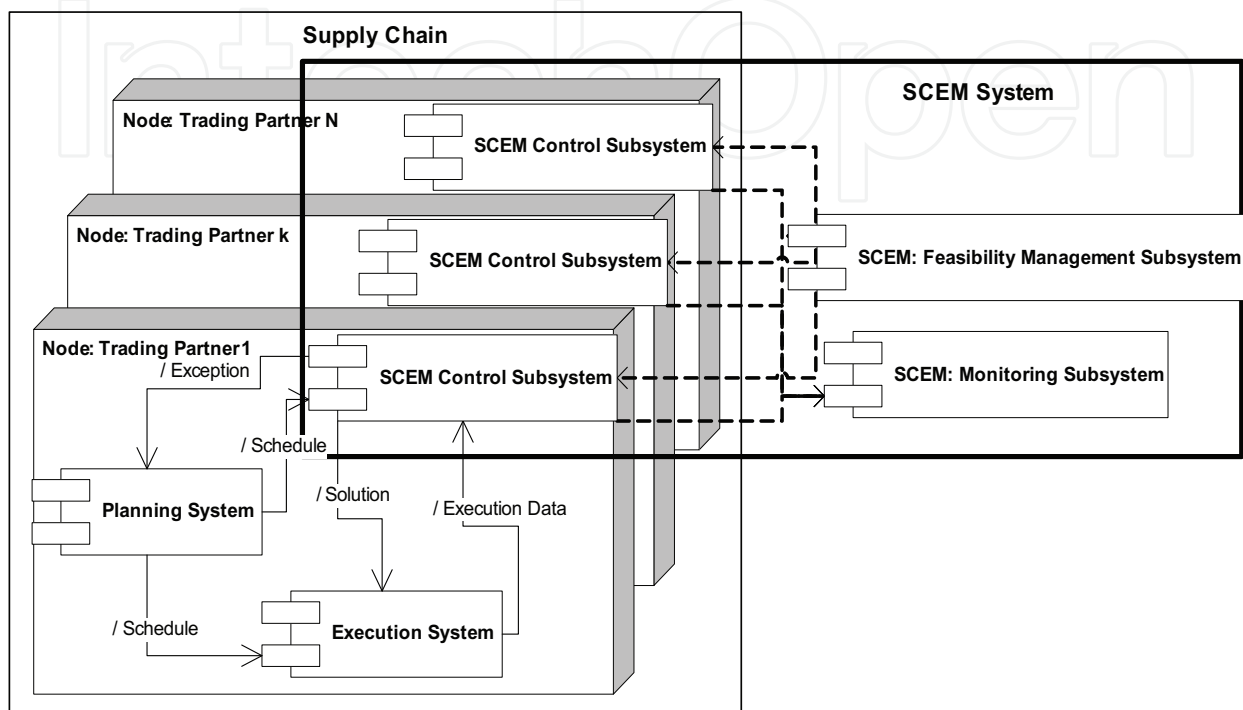 IntechOpen
Supply Chain
SCEM System
Node: Trading Partner N
SCEM Control Subsystem
Node: Trading Partner k
SCEM Control Subsystem
SCEM: Feasibility Management Subsystem
Node: Trading Partner1
/ Exception
SCEM Control Subsystem
SCEM: Monitoring Subsystem
/ Schedule
Planning System
/ Solution
/ Execution Data
/ Schedule
Execution System